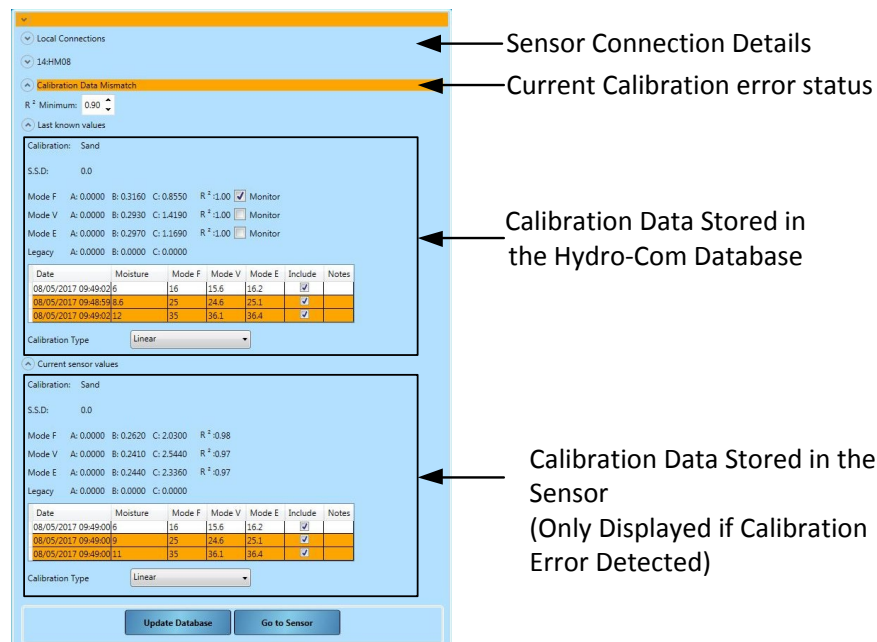 Local Connections
Sensor Connection Details
14:HM08
Calibration Data Mismatch
Current Calibration error status
R² Minimum: 0.90
Last known values
Calibration: Sand
S.S.D: 0.0
Mode F A: 0.0000 B: 0.3160 C: 0.8550 R² :1.00 Monitor
Mode V A: 0.0000 B: 0.2930 C: 1.4190 R² :1.00 Monitor
Mode E A: 0.0000 B: 0.2970 C: 1.1690 R² :1.00 Monitor
Legacy A: 0.0000 B: 0.0000 C: 0.0000
Calibration Data Stored in
the Hydro-Com Database
Date Moisture Mode F Mode V Mode E Include Notes
08/05/2017 09:49:02 6 16 15.6 16.2
08/05/2017 09:48:59 8.6 25 24.6 25.1
08/05/2017 09:49:02 12 35 36.1 36.4
Calibration Type Linear
Current sensor values
Calibration: Sand
S.S.D: 0.0
Mode F A: 0.0000 B: 0.2620 C: 2.0300 R² :0.98
Mode V A: 0.0000 B: 0.2410 C: 2.5440 R² :0.97
Mode E A: 0.0000 B: 0.2440 C: 2.3360 R² :0.97
Legacy A: 0.0000 B: 0.0000 C: 0.0000
Calibration Data Stored in the
Sensor
(Only Displayed if Calibration
Error Detected)
Date Moisture Mode F Mode V Mode E Include Notes
08/05/2017 09:49:00 6 16 15.6 16.2
08/05/2017 09:49:00 9 25 24.6 25.1
08/05/2017 09:49:00 11 35 36.1 36.4
Calibration Type Linear
Update Database Go to Sensor